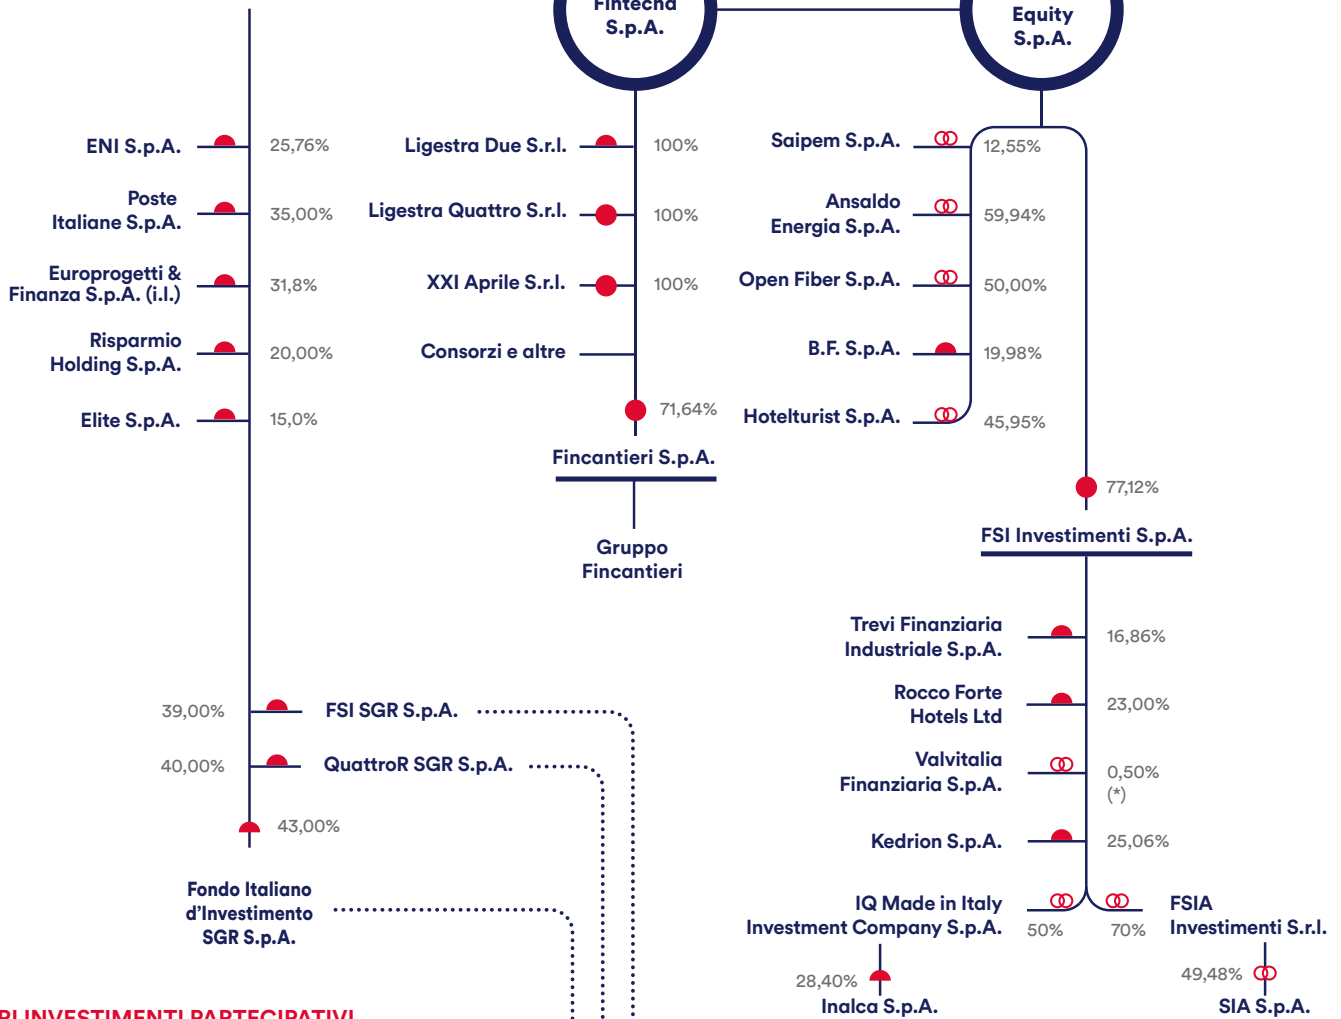 Fintecna
S.p.A.
Equity
S.p.A.
ENI S.p.A.
25,76%
Poste
Italiane S.p.A.
35,00%
Europrogetti &
Finanza S.p.A. (i.l.)
31,8%
Risparmio
Holding S.p.A.
20,00%
Elite S.p.A.
15,0%
39,00%
FSI SGR S.p.A.
40,00%
QuattroR SGR S.p.A.
43,00%
Fondo Italiano
d'Investimento
SGR S.p.A.
Ligestra Due S.r.l.
100%
Ligestra Quattro S.r.l.
100%
XXI Aprile S.r.l.
100%
Consorzi e altre
71,64%
Fincantieri S.p.A.
Gruppo
Fincantieri
Saipem S.p.A.
12,55%
Ansaldo
Energia S.p.A.
59,94%
Open Fiber S.p.A.
50,00%
B.F. S.p.A.
19,98%
Hotelturist S.p.A.
45,95%
77,12%
FSI Investimenti S.p.A.
Trevi Finanziaria
Industriale S.p.A.
16,86%
Rocco Forte
Hotels Ltd
23,00%
Valvitalia
Finanziaria S.p.A.
0,50%
(*)
Kedrion S.p.A.
25,06%
IQ Made in Italy
Investment Company S.p.A.
50%
70%
FSIA
Investimenti S.r.l.
28,40%
Inalca S.p.A.
49,48%
SIA S.p.A.
INVESTIMENTI PARTECIPATIVI